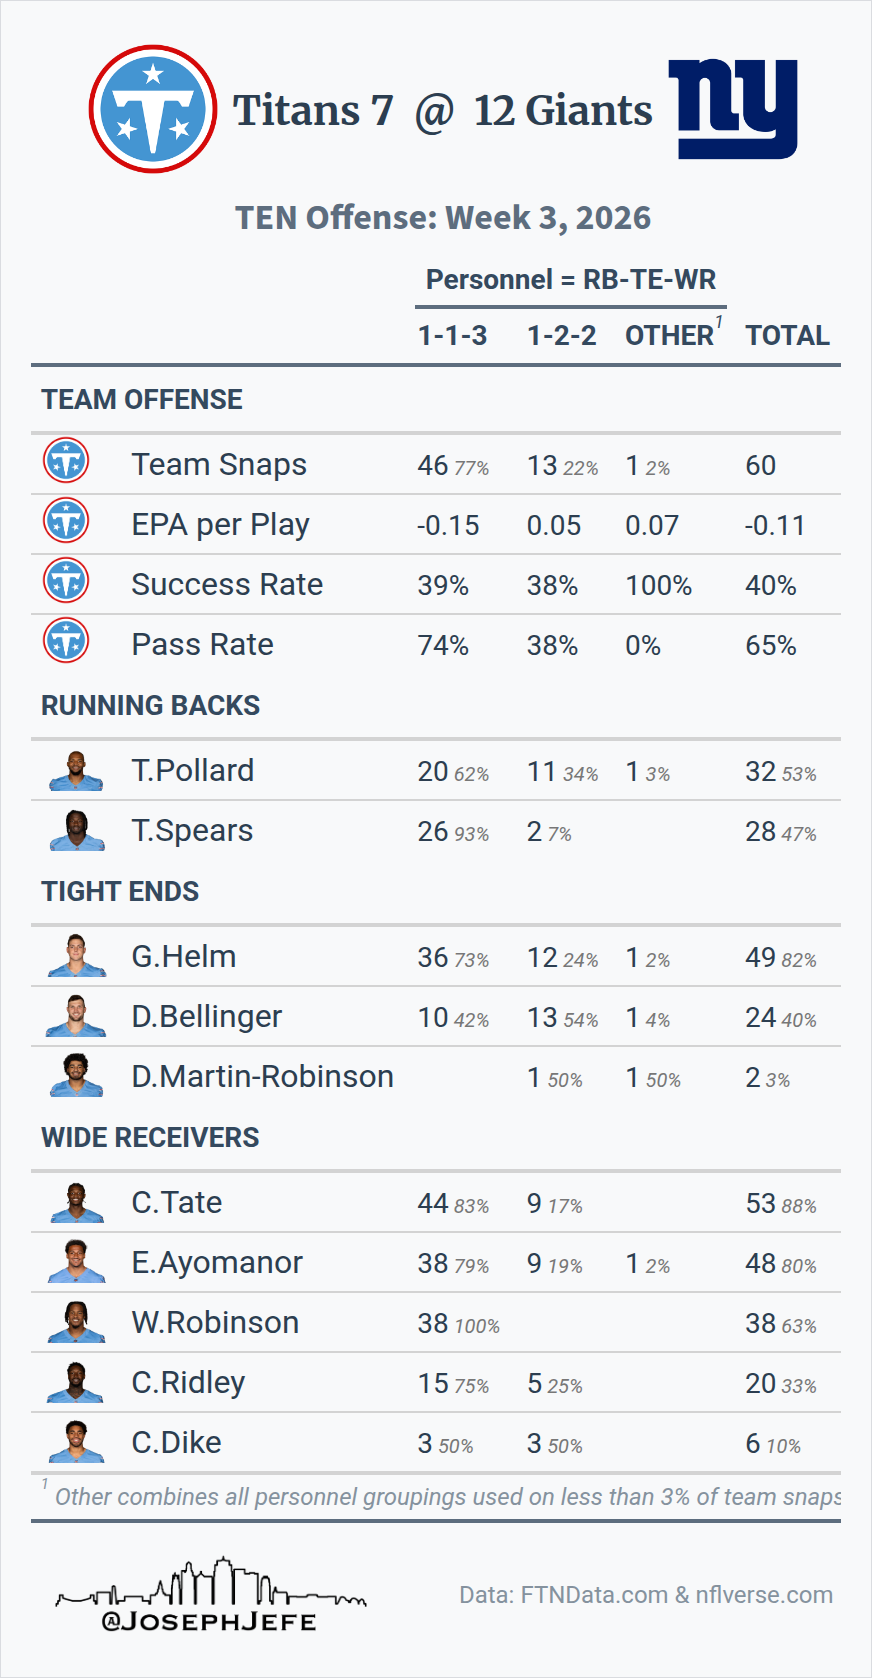 Titans 7 @ 12 Giants
ny
TEN Offense: Week 3, 2026
Personnel = RB-TE-WR
1-1-3 1-2-2 OTHER1 TOTAL
TEAM OFFENSE
Team Snaps 46 77% 13 22% 1 2% 60
EPA per Play -0.15 0.05 0.07 -0.11
Success Rate 39% 38% 100% 40%
Pass Rate 74% 38% 0% 65%
RUNNING BACKS
T.Pollard 20 62% 11 34% 1 3% 32 53%
T.Spears 26 93% 2 7% 28 47%
TIGHT ENDS
G.Helm 36 73% 12 24% 1 2% 49 82%
D.Bellinger 10 42% 13 54% 1 4% 24 40%
D.Martin-Robinson 1 50% 1 50% 2 3%
WIDE RECEIVERS
C.Tate 44 83% 9 17% 53 88%
E.Ayomanor 38 79% 9 19% 1 2% 48 80%
W.Robinson 38 100% 38 63%
C.Ridley 15 75% 5 25% 20 33%
C.Dike 3 50% 3 50% 6 10%
1 Other combines all personnel groupings used on less than 3% of team snaps
@JosephJefe
Data: FTNData.com & nflverse.com